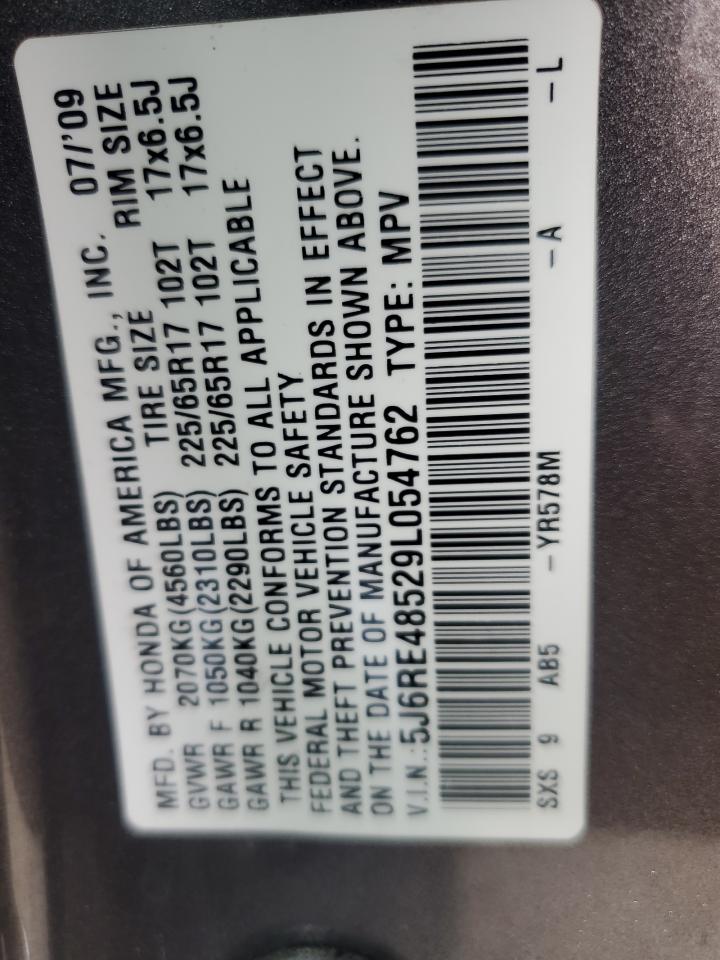 MFD. BY HONDA OF AMERICA MFG., INC. 07/'09
TIRE SIZE RIM SIZE
GVWR 2070KG(4560LBS)
GAWR F 1050KG(2310LBS) 225/65R17 102T 17x6.5J
GAWR R 1040KG(2290LBS) 225/65R17 102T 17x6.5J
THIS VEHICLE CONFORMS TO ALL APPLICABLE
FEDERAL MOTOR VEHICLE SAFETY
AND THEFT PREVENTION STANDARDS IN EFFECT
ON THE DATE OF MANUFACTURE SHOWN ABOVE.
V.I.N.:5J6RE48529L054762 TYPE: MPV
SXS 9 AB5 –YR578M –A –L